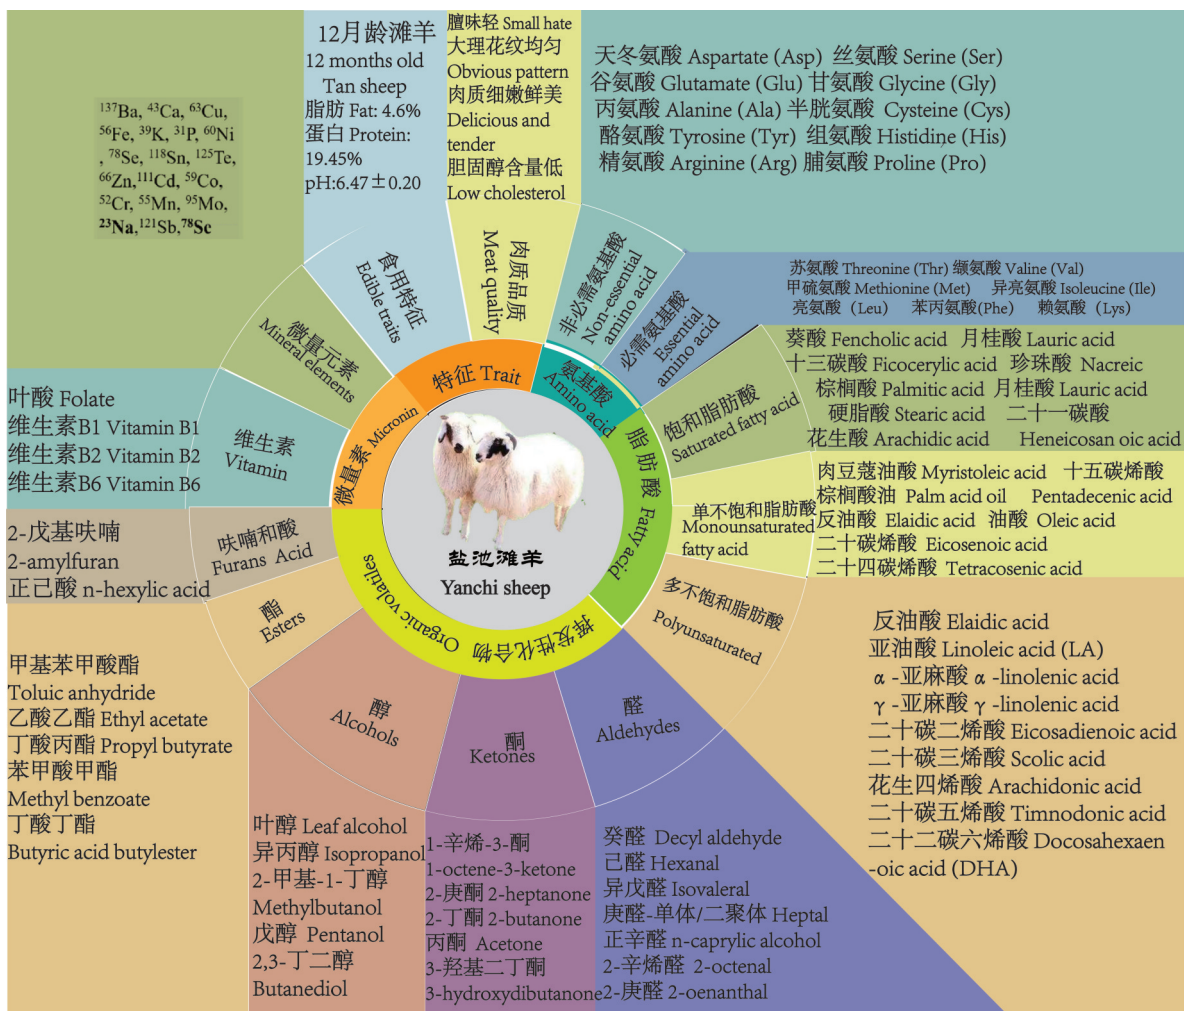 ¹³⁷Ba, ⁴³Ca, ⁶³Cu,
⁵⁶Fe, ³⁹K, ³¹P, ⁶⁰Ni
, ⁷⁸Se, ¹¹⁸Sn, ¹²⁵Te,
⁶⁶Zn,¹¹¹Cd, ⁵⁹Co,
⁵²Cr, ⁵⁵Mn, ⁹⁵Mo,
²³Na,¹²¹Sb,⁷⁸Se
12月龄滩羊
12 months old
Tan sheep
脂肪 Fat: 4.6%
蛋白 Protein:
19.45%
pH:6.47±0.20
膻味轻 Small hate
大理花纹均匀
Obvious pattern
肉质细嫩鲜美
Delicious and
tender
胆固醇含量低
Low cholesterol
天冬氨酸 Aspartate (Asp) 丝氨酸 Serine (Ser)
谷氨酸 Glutamate (Glu) 甘氨酸 Glycine (Gly)
丙氨酸 Alanine (Ala) 半胱氨酸 Cysteine (Cys)
酪氨酸 Tyrosine (Tyr) 组氨酸 Histidine (His)
精氨酸 Arginine (Arg) 脯氨酸 Proline (Pro)
苏氨酸 Threonine (Thr) 缬氨酸 Valine (Val)
甲硫氨酸 Methionine (Met) 异亮氨酸 Isoleucine (Ile)
亮氨酸 (Leu) 苯丙氨酸(Phe) 赖氨酸 (Lys)
葵酸 Fencholic acid 月桂酸 Lauric acid
十三碳酸 Ficocerylic acid 珍珠酸 Nacreic
棕榈酸 Palmitic acid 月桂酸 Lauric acid
硬脂酸 Stearic acid 二十一碳酸
花生酸 Arachidic acid Heneicosan oic acid
肉豆蔻油酸 Myristoleic acid 十五碳烯酸
棕榈酸油 Palm acid oil Pentadecenic acid
反油酸 Elaidic acid 油酸 Oleic acid
二十碳烯酸 Eicosenoic acid
二十四碳烯酸 Tetracosenic acid
反油酸 Elaidic acid
亚油酸 Linoleic acid (LA)
α -亚麻酸 α -linolenic acid
γ -亚麻酸 γ -linolenic acid
二十碳二烯酸 Eicosadienoic acid
二十碳三烯酸 Scolic acid
花生四烯酸 Arachidonic acid
二十碳五烯酸 Timnodonic acid
二十二碳六烯酸 Docosahexaen
-oic acid (DHA)
癸醛 Decyl aldehyde
己醛 Hexanal
异戊醛 Isovaleral
庚醛-单体/二聚体 Heptal
正辛醛 n-caprylic alcohol
2-辛烯醛 2-octenal
2-庚醛 2-oenanthal
1-辛烯-3-酮
1-octene-3-ketone
2-庚酮 2-heptanone
2-丁酮 2-butanone
丙酮 Acetone
3-羟基二丁酮
3-hydroxydibutanone
叶醇 Leaf alcohol
异丙醇 Isopropanol
2-甲基-1-丁醇
Methylbutanol
戊醇 Pentanol
2,3-丁二醇
Butanediol
甲基苯甲酸酯
Toluic anhydride
乙酸乙酯 Ethyl acetate
丁酸丙酯 Propyl butyrate
苯甲酸甲酯
Methyl benzoate
丁酸丁酯
Butyric acid butylester
2-戊基呋喃
2-amylfuran
正己酸 n-hexylic acid
叶酸 Folate
维生素B1 Vitamin B1
维生素B2 Vitamin B2
维生素B6 Vitamin B6
食用特征
Edible traits
肉质品质
Meat quality
非必需氨基酸
Non-essential
amino acid
必需氨基酸
Essential
amino acid
饱和脂肪酸
Saturated fatty acid
单不饱和脂肪酸
Monounsaturated
fatty acid
多不饱和脂肪酸
Polyunsaturated
醛
Aldehydes
酮
Ketones
醇
Alcohols
酯
Esters
呋喃和酸
Furans Acid
维生素
Vitamin
微量元素
Mineral elements
特征 Trait
氨基酸
Amino acid
脂肪酸 Fatty acid
挥发性化合物 Organic volatiles
微量素 Micronin
盐池滩羊
Yanchi sheep